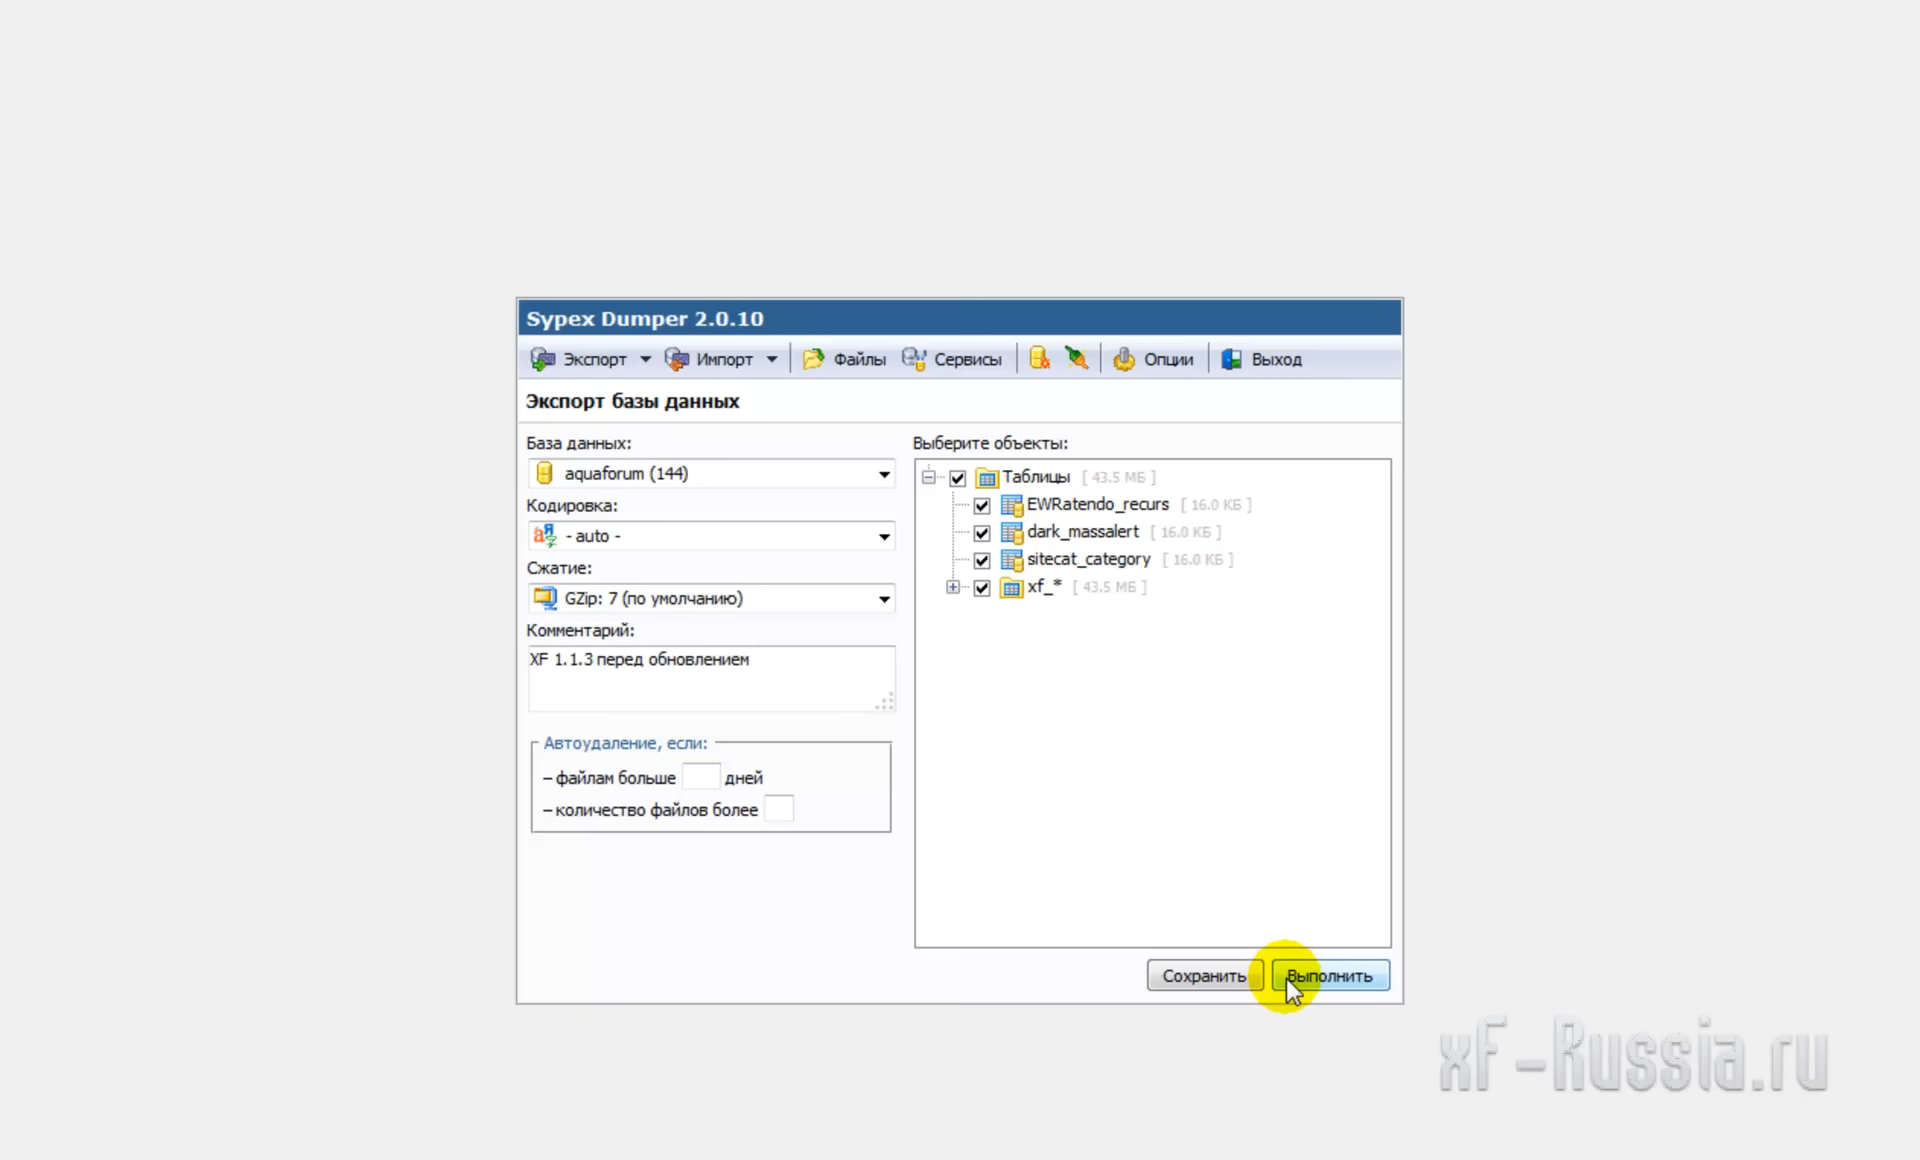 Sypex Dumper 2.0.10
Экспорт Импорт Файлы Сервисы Опции Выход
Экспорт базы данных
База данных:
aquaforum (144)
Кодировка:
- auto -
Сжатие:
GZip: 7 (по умолчанию)
Комментарий:
XF 1.1.3 перед обновлением
Автоудаление, если:
– файлам больше дней
– количество файлов более
Выберите объекты:
Таблицы [ 43.5 МБ ]
EWRatendo_recurs [ 16.0 КБ ]
dark_massalert [ 16.0 КБ ]
sitecat_category [ 16.0 КБ ]
xf_* [ 43.5 МБ ]
Сохранить Выполнить
xF-Russia.ru